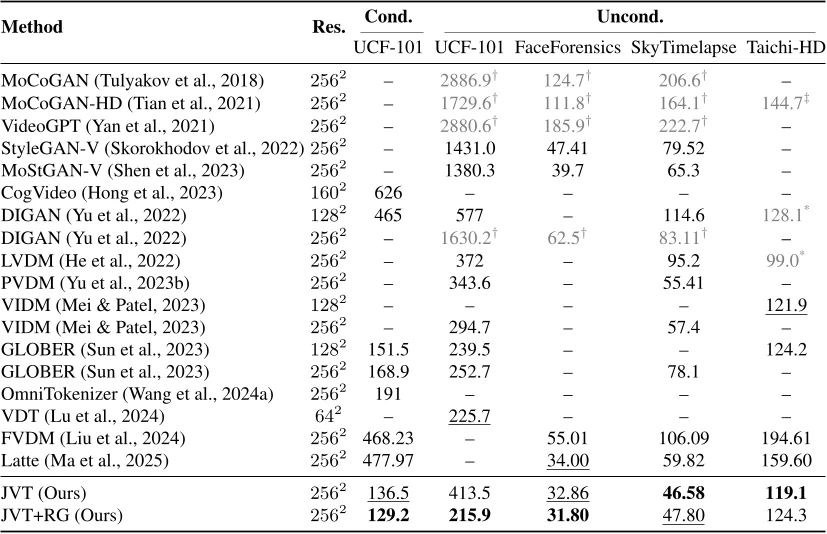 Method Res. Cond. Uncond.
UCF-101 UCF-101 FaceForensics SkyTimelapse Taichi-HD
MoCoGAN (Tulyakov et al., 2018) 256² – 2886.9† 124.7† 206.6† –
MoCoGAN-HD (Tian et al., 2021) 256² – 1729.6† 111.8† 164.1† 144.7‡
VideoGPT (Yan et al., 2021) 256² – 2880.6† 185.9† 222.7† –
StyleGAN-V (Skorokhodov et al., 2022) 256² – 1431.0 47.41 79.52 –
MoStGAN-V (Shen et al., 2023) 256² – 1380.3 39.7 65.3 –
CogVideo (Hong et al., 2023) 160² 626 – – – –
DIGAN (Yu et al., 2022) 128² 465 577 – 114.6 128.1*
DIGAN (Yu et al., 2022) 256² – 1630.2† 62.5† 83.11† –
LVDM (He et al., 2022) 256² – 372 – 95.2 99.0*
PVDM (Yu et al., 2023b) 256² – 343.6 – 55.41 –
VIDM (Mei & Patel, 2023) 128² – – – – 121.9
VIDM (Mei & Patel, 2023) 256² – 294.7 – 57.4 –
GLOBER (Sun et al., 2023) 128² 151.5 239.5 – – 124.2
GLOBER (Sun et al., 2023) 256² 168.9 252.7 – 78.1 –
OmniTokenizer (Wang et al., 2024a) 256² 191 – – – –
VDT (Lu et al., 2024) 64² – 225.7 – – –
FVDM (Liu et al., 2024) 256² 468.23 – 55.01 106.09 194.61
Latte (Ma et al., 2025) 256² 477.97 – 34.00 59.82 159.60
JVT (Ours) 256² 136.5 413.5 32.86 46.58 119.1
JVT+RG (Ours) 256² 129.2 215.9 31.80 47.80 124.3